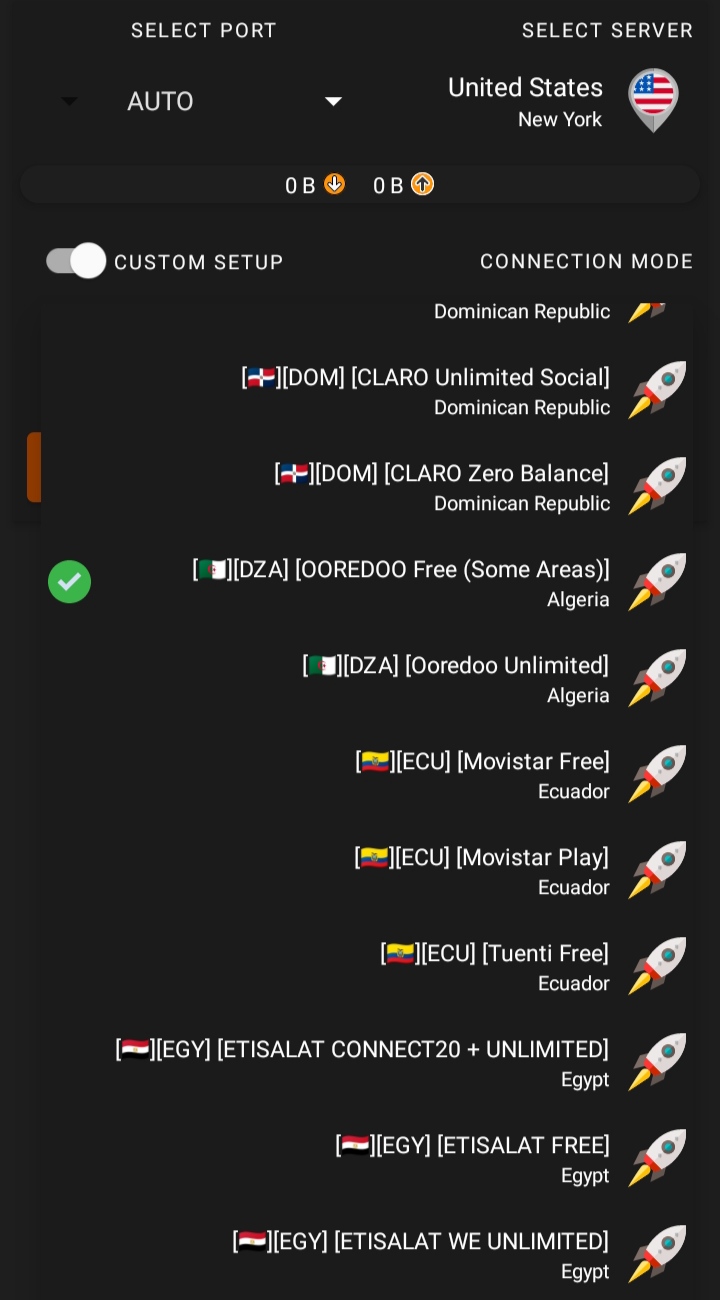 SELECT PORT
SELECT SERVER
AUTO
United States
New York
0 B 0 B
CUSTOM SETUP
CONNECTION MODE
Dominican Republic
[🇩🇴][DOM] [CLARO Unlimited Social]
Dominican Republic
[🇩🇴][DOM] [CLARO Zero Balance]
Dominican Republic
[🇩🇿][DZA] [OOREDOO Free (Some Areas)]
Algeria
[🇩🇿][DZA] [Ooredoo Unlimited]
Algeria
[🇪🇨][ECU] [Movistar Free]
Ecuador
[🇪🇨][ECU] [Movistar Play]
Ecuador
[🇪🇨][ECU] [Tuenti Free]
Ecuador
[🇪🇬][EGY] [ETISALAT CONNECT20 + UNLIMITED]
Egypt
[🇪🇬][EGY] [ETISALAT FREE]
Egypt
[🇪🇬][EGY] [ETISALAT WE UNLIMITED]
Egypt